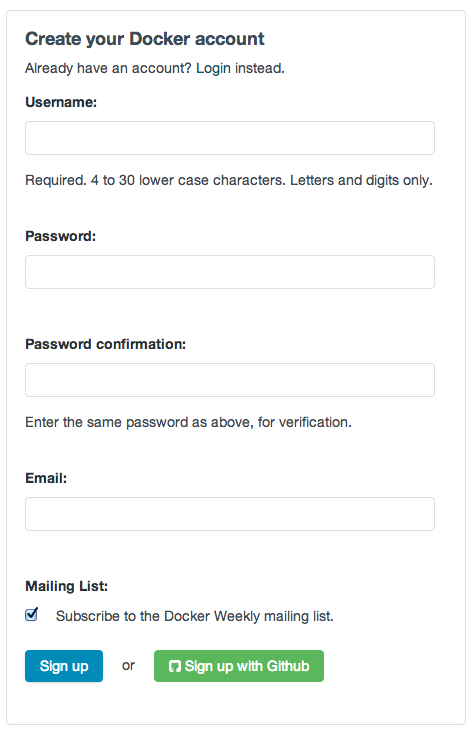 Create your Docker account
Already have an account? Login instead.
Username:
Required. 4 to 30 lower case characters. Letters and digits only.
Password:
Password confirmation:
Enter the same password as above, for verification.
Email:
Mailing List:
Subscribe to the Docker Weekly mailing list.
Sign up or Sign up with Github